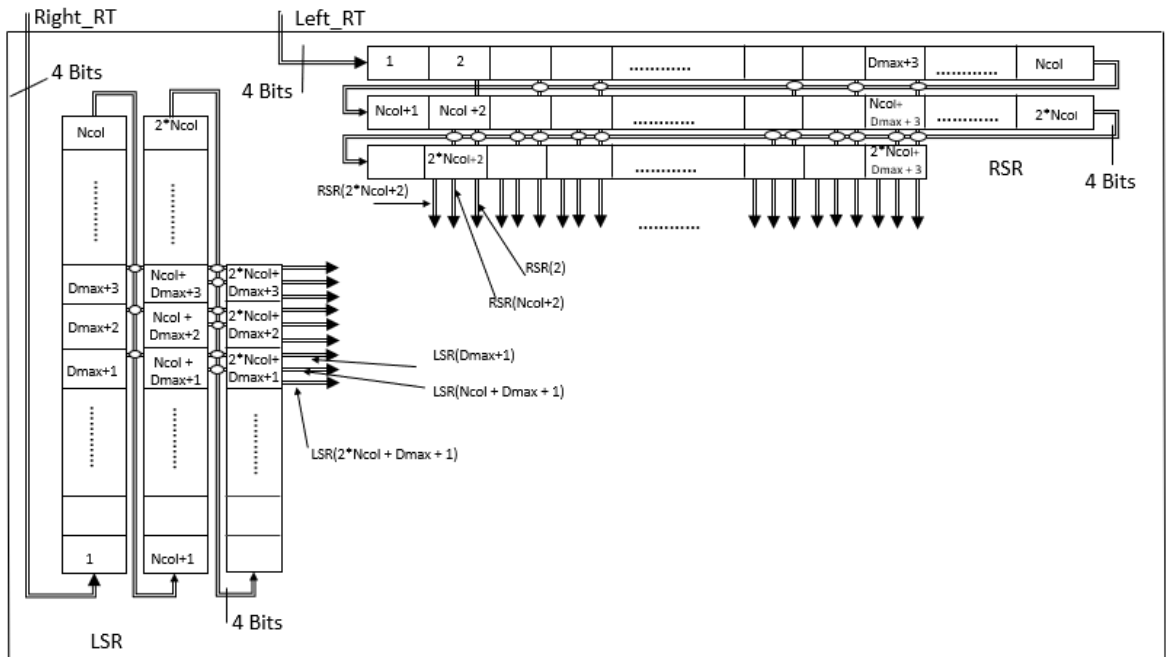 Right_RT
Left_RT
4 Bits
4 Bits
1
2
............
Dmax+3
............
Ncol
Ncol+1
Ncol +2
............
Ncol+
Dmax + 3
............
2*Ncol
2*Ncol+2
............
2*Ncol+
Dmax + 3
RSR
4 Bits
RSR(2*Ncol+2)
............
RSR(2)
RSR(Ncol+2)
Ncol
2*Ncol
Dmax+3
Ncol+
Dmax+3
2*Ncol+
Dmax+3
Dmax+2
Ncol +
Dmax+2
2*Ncol+
Dmax+2
Dmax+1
Ncol +
Dmax+1
2*Ncol+
Dmax+1
LSR(Dmax+1)
LSR(Ncol + Dmax + 1)
LSR(2*Ncol + Dmax + 1)
1
Ncol+1
4 Bits
LSR